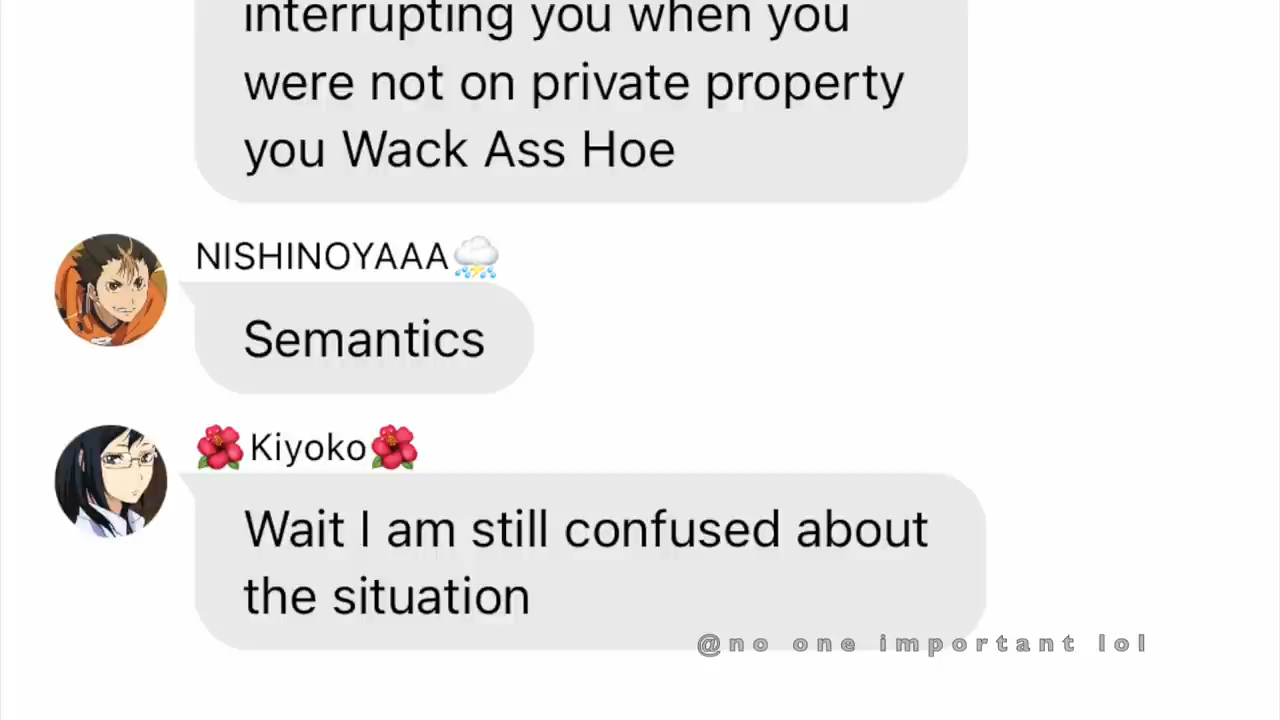 interrupting you when you
were not on private property
you Wack Ass Hoe
NISHINOYAAA⛈️
Semantics
🌺Kiyoko🌺
Wait I am still confused about
the situation
@no one important lol